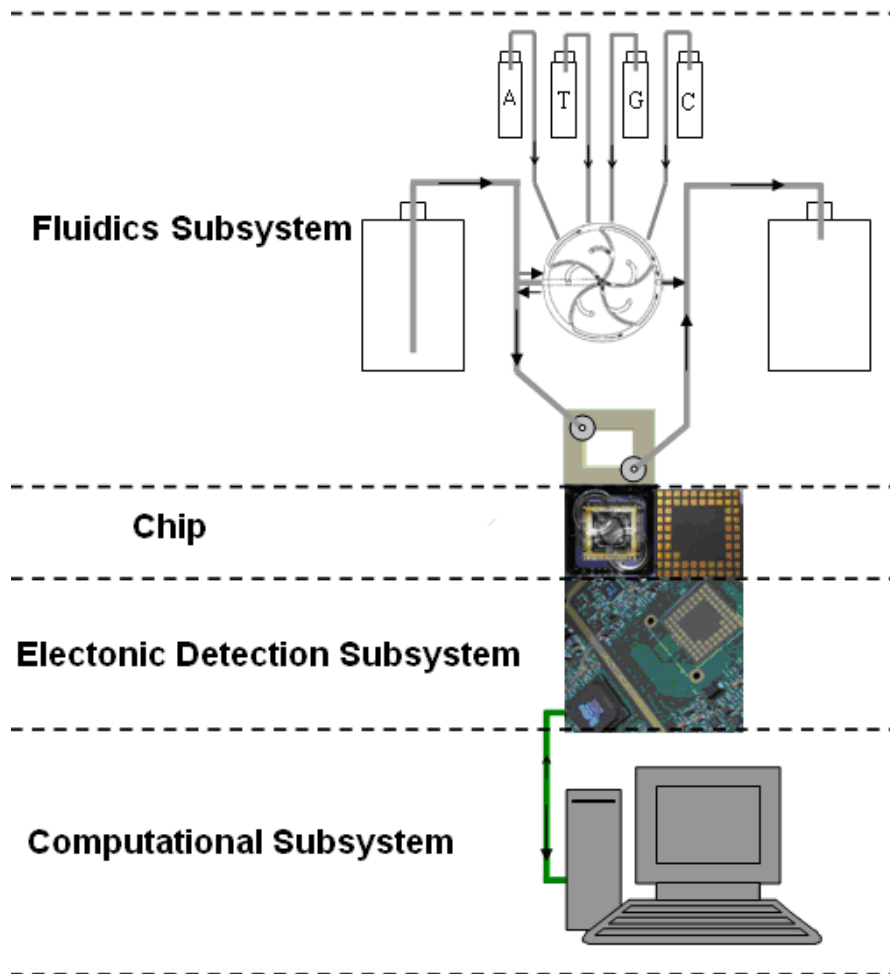 A T G C
Fluidics Subsystem
Chip
Electonic Detection Subsystem
Computational Subsystem